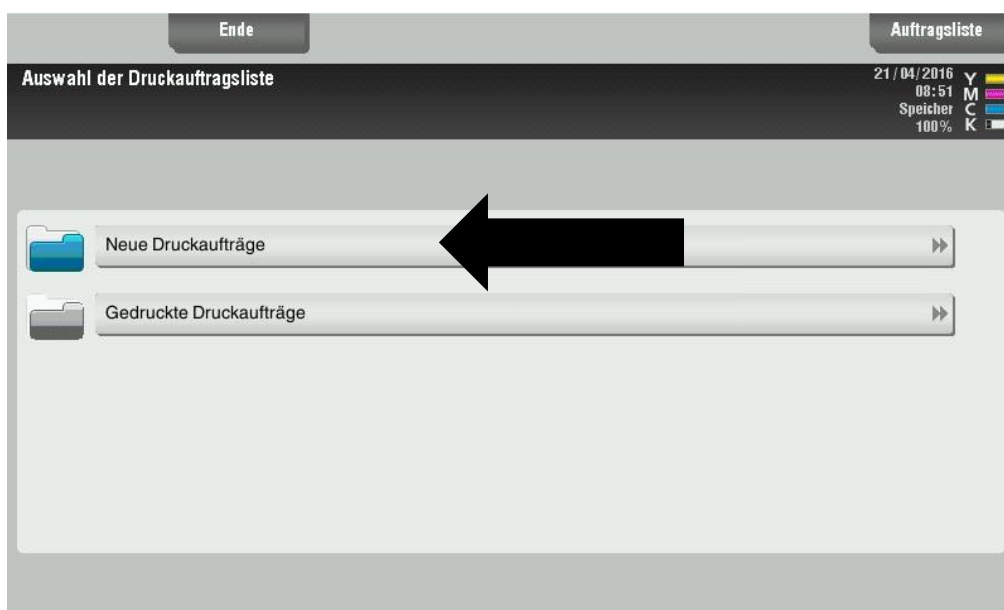 Ende
Auftragsliste
Auswahl der Druckauftragsliste
21/04/2016
08:51
Speicher
100%
Y
M
C
K
Neue Druckaufträge
Gedruckte Druckaufträge